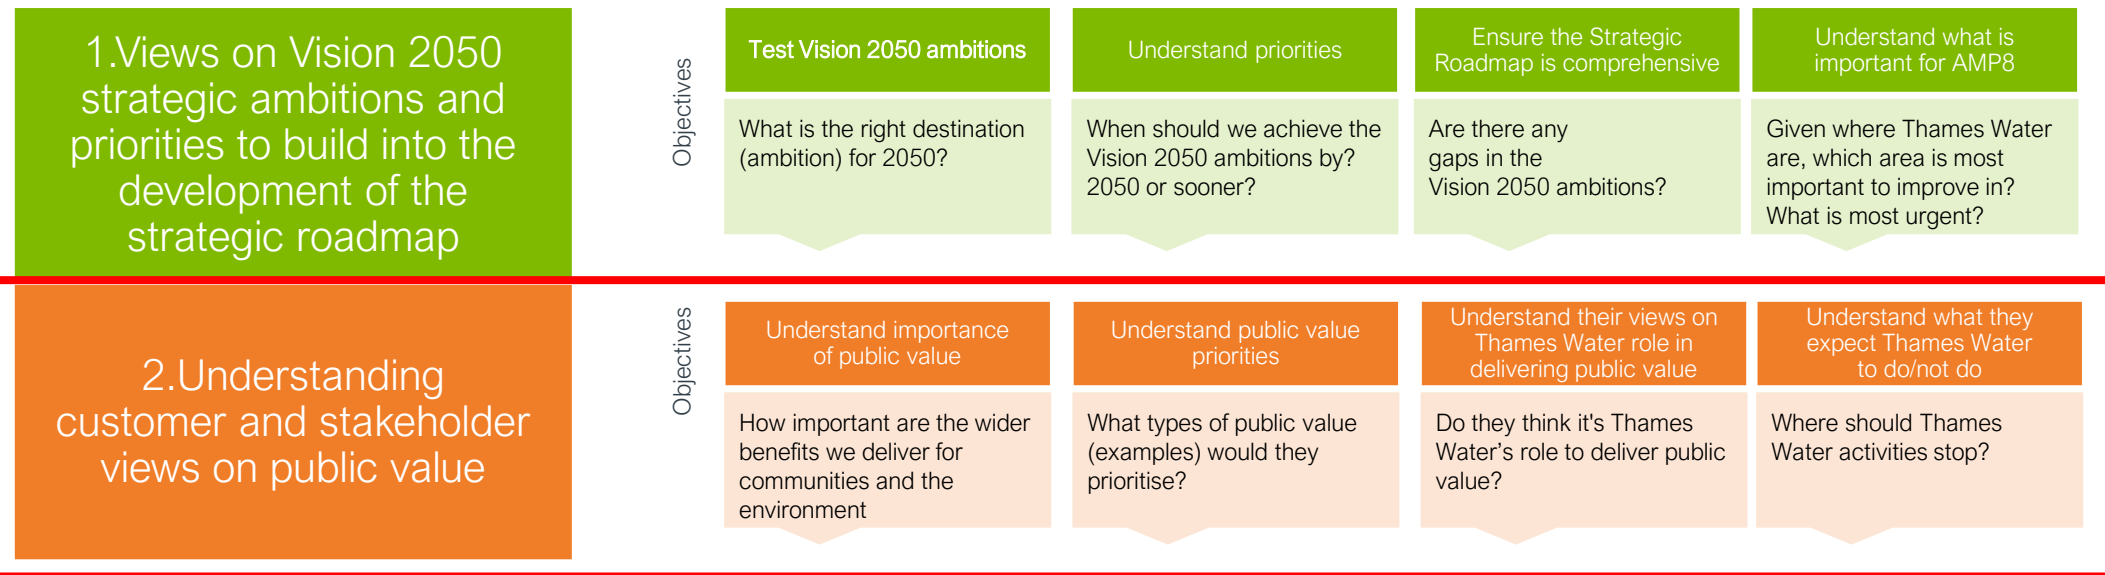 1.Views on Vision 2050
strategic ambitions and
priorities to build into the
development of the
strategic roadmap
Objectives
Test Vision 2050 ambitions
What is the right destination
(ambition) for 2050?
Understand priorities
When should we achieve the
Vision 2050 ambitions by?
2050 or sooner?
Ensure the Strategic
Roadmap is comprehensive
Are there any
gaps in the
Vision 2050 ambitions?
Understand what is
important for AMP8
Given where Thames Water
are, which area is most
important to improve in?
What is most urgent?
2.Understanding
customer and stakeholder
views on public value
Objectives
Understand importance
of public value
How important are the wider
benefits we deliver for
communities and the
environment
Understand public value
priorities
What types of public value
(examples) would they
prioritise?
Understand their views on
Thames Water role in
delivering public value
Do they think it's Thames
Water’s role to deliver public
value?
Understand what they
expect Thames Water
to do/not do
Where should Thames
Water activities stop?